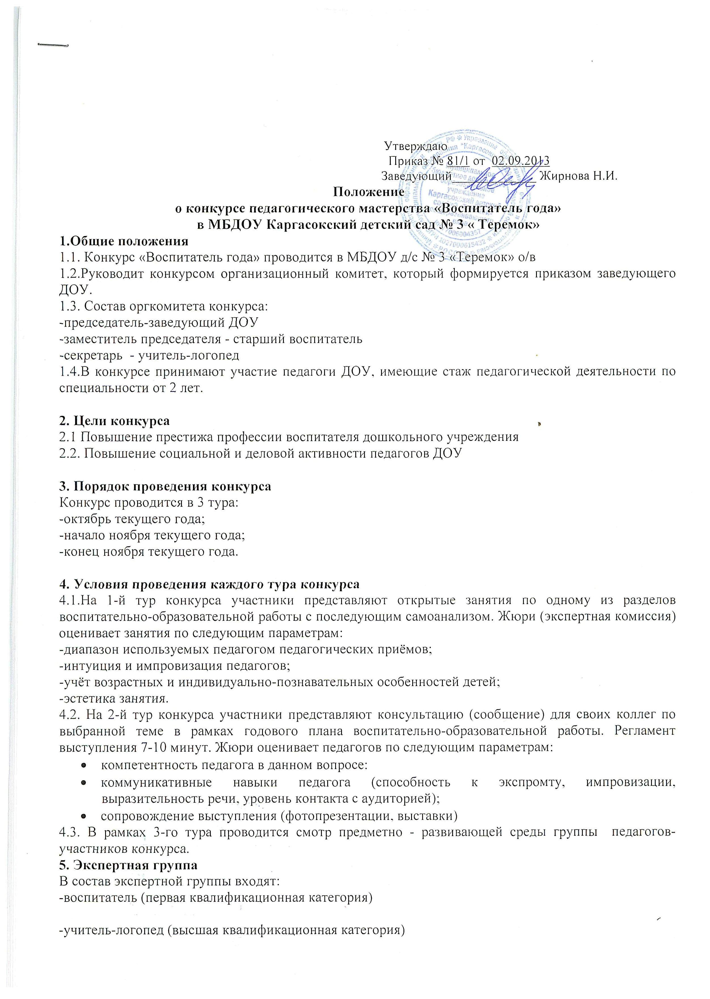 Утверждаю
Приказ № 81/1 от 02.09.2013
Заведующий______________ Жирнова Н.И.
Положение
о конкурсе педагогического мастерства «Воспитатель года»
в МБДОУ Каргасокский детский сад № 3 « Теремок»
1.Общие положения
1.1. Конкурс «Воспитатель года» проводится в МБДОУ д/с № 3 «Теремок» о/в
1.2.Руководит конкурсом организационный комитет, который формируется приказом заведующего
ДОУ.
1.3. Состав оргкомитета конкурса:
-председатель-заведующий ДОУ
-заместитель председателя - старший воспитатель
-секретарь - учитель-логопед
1.4.В конкурсе принимают участие педагоги ДОУ, имеющие стаж педагогической деятельности по
специальности от 2 лет.
2. Цели конкурса
2.1 Повышение престижа профессии воспитателя дошкольного учреждения
2.2. Повышение социальной и деловой активности педагогов ДОУ
3. Порядок проведения конкурса
Конкурс проводится в 3 тура:
-октябрь текущего года;
-начало ноября текущего года;
-конец ноября текущего года.
4. Условия проведения каждого тура конкурса
4.1.На 1-й тур конкурса участники представляют открытые занятия по одному из разделов
воспитательно-образовательной работы с последующим самоанализом. Жюри (экспертная комиссия)
оценивает занятия по следующим параметрам:
-диапазон используемых педагогом педагогических приёмов;
-интуиция и импровизация педагогов;
-учёт возрастных и индивидуально-познавательных особенностей детей;
-эстетика занятия.
4.2. На 2-й тур конкурса участники представляют консультацию (сообщение) для своих коллег по
выбранной теме в рамках годового плана воспитательно-образовательной работы. Регламент
выступления 7-10 минут. Жюри оценивает педагогов по следующим параметрам:
• компетентность педагога в данном вопросе:
• коммуникативные навыки педагога (способность к экспромту, импровизации,
выразительность речи, уровень контакта с аудиторией);
• сопровождение выступления (фотопрезентации, выставки)
4.3. В рамках 3-го тура проводится смотр предметно - развивающей среды группы педагогов-
участников конкурса.
5. Экспертная группа
В состав экспертной группы входят:
-воспитатель (первая квалификационная категория)
-учитель-логопед (высшая квалификационная категория)